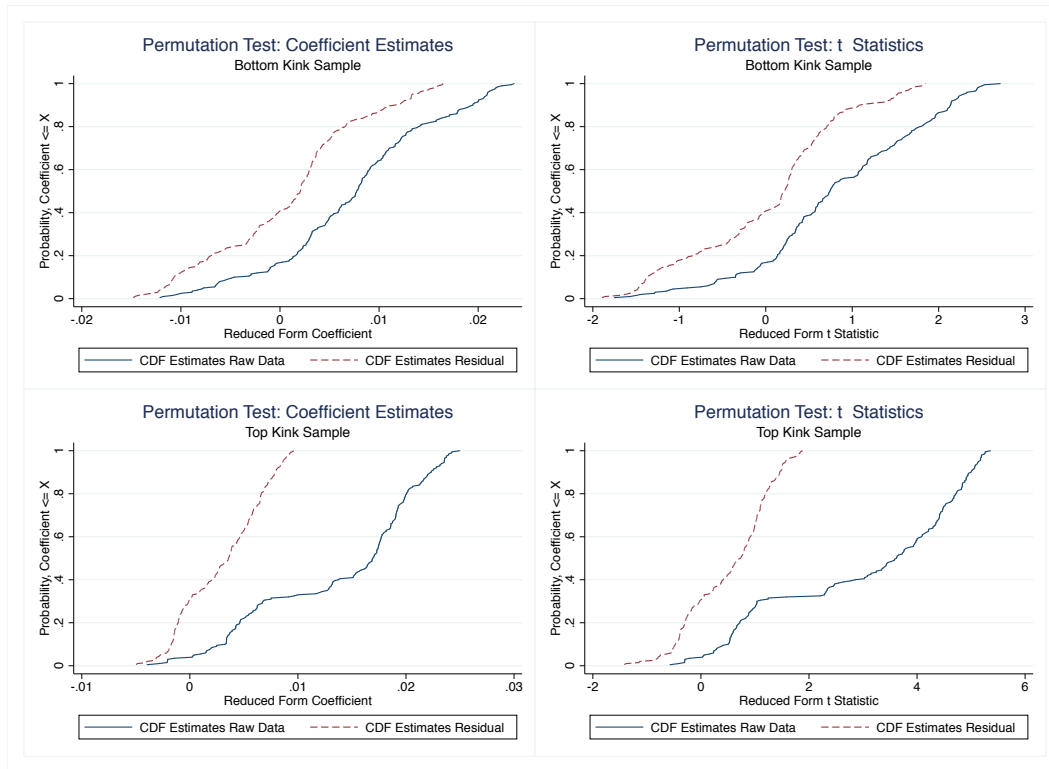 Permutation Test: Coefficient Estimates
Bottom Kink Sample
Probability, Coefficient <= X
1
.8
.6
.4
.2
0
-.02 -.01 0 .01 .02
Reduced Form Coefficient
CDF Estimates Raw Data CDF Estimates Residual
Permutation Test: t Statistics
Bottom Kink Sample
Probability, Coefficient <= X
1
.8
.6
.4
.2
0
-2 -1 0 1 2 3
Reduced Form t Statistic
CDF Estimates Raw Data CDF Estimates Residual
Permutation Test: Coefficient Estimates
Top Kink Sample
Probability, Coefficient <= X
1
.8
.6
.4
.2
0
-.01 0 .01 .02 .03
Reduced Form Coefficient
CDF Estimates Raw Data CDF Estimates Residual
Permutation Test: t Statistics
Top Kink Sample
Probability, Coefficient <= X
1
.8
.6
.4
.2
0
-2 0 2 4 6
Reduced Form t Statistic
CDF Estimates Raw Data CDF Estimates Residual